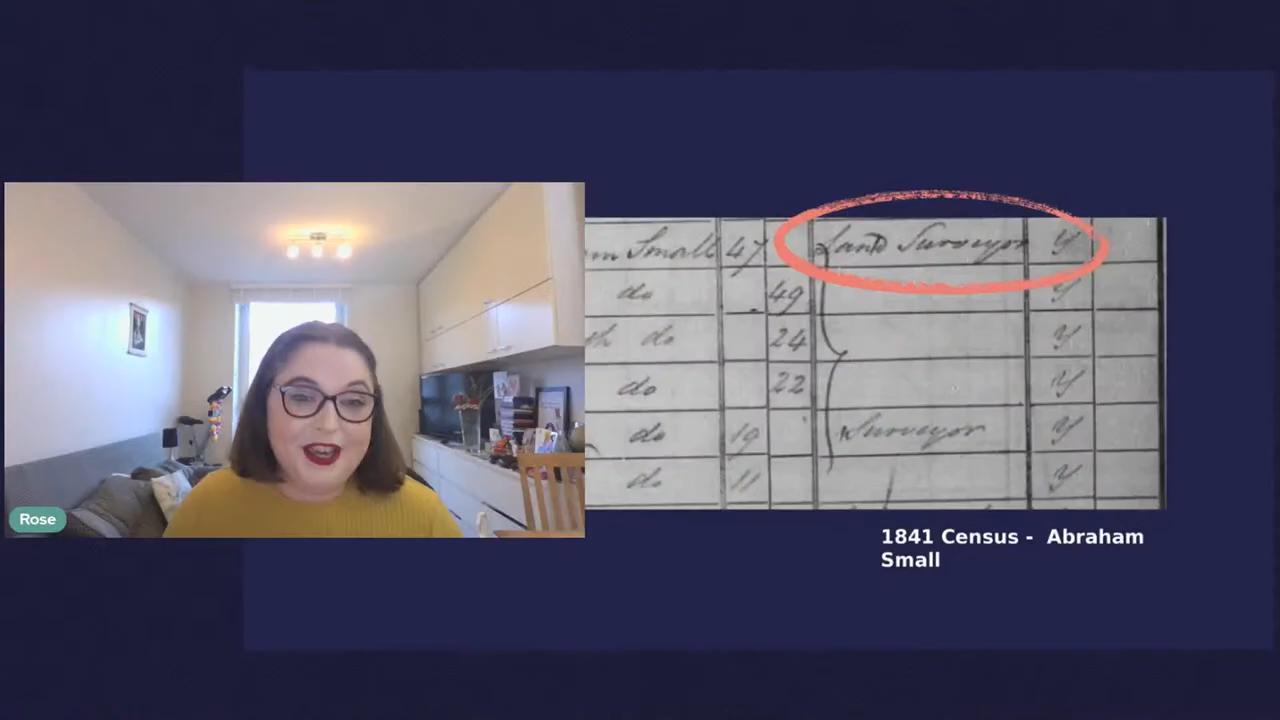 m Small 47 Land Surveyor Y
do 49 Y
th do 24 Y
do 22 Y
do 19 Surveyor Y
do 11 Y
Rose
1841 Census - Abraham
Small